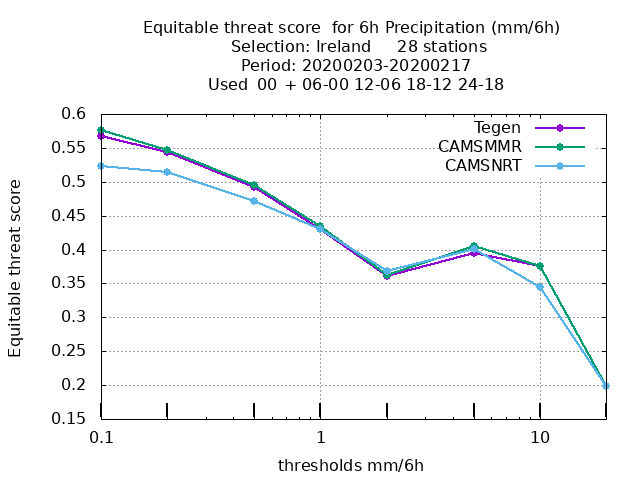 Equitable threat score  for 6h Precipitation (mm/6h)
Selection: Ireland     28 stations
Period: 20200203-20200217
Used  00 + 06-00 12-06 18-12 24-18
Tegen
CAMSMMR
CAMSNRT
0.6
0.55
0.5
0.45
0.4
0.35
0.3
0.25
0.2
0.15
Equitable threat score
0.1 1 10
thresholds mm/6h